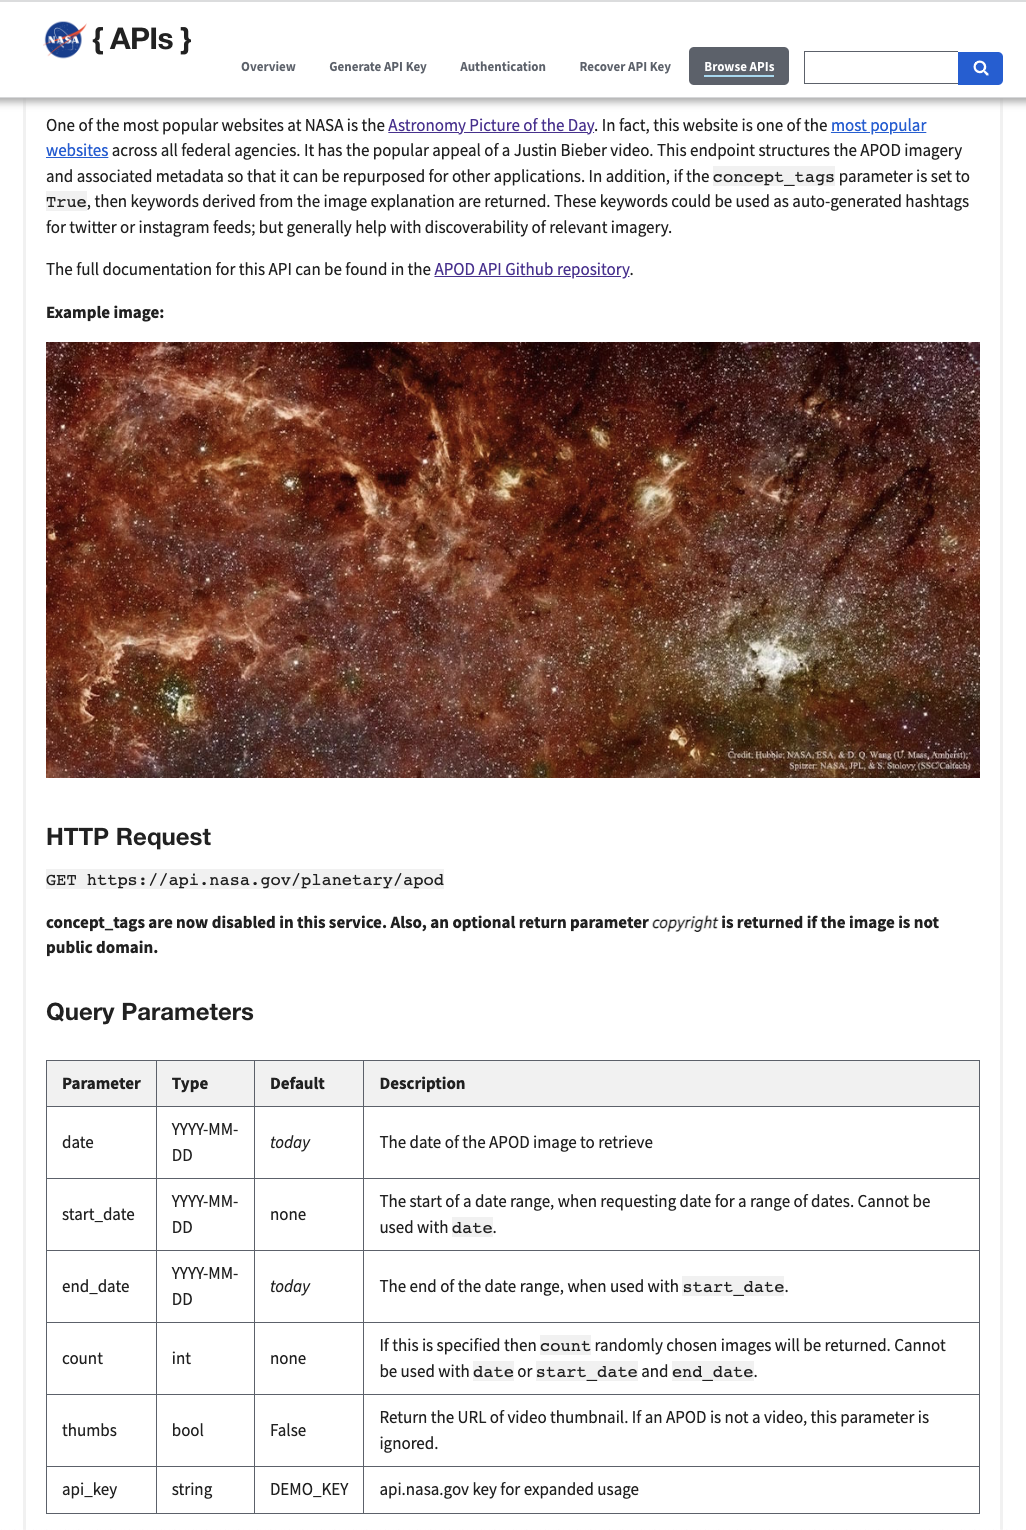 NASA { APIs }
Overview Generate API Key Authentication Recover API Key Browse APIs
One of the most popular websites at NASA is the Astronomy Picture of the Day. In fact, this website is one of the most popular
websites across all federal agencies. It has the popular appeal of a Justin Bieber video. This endpoint structures the APOD imagery
and associated metadata so that it can be repurposed for other applications. In addition, if the concept_tags parameter is set to
True, then keywords derived from the image explanation are returned. These keywords could be used as auto-generated hashtags
for twitter or instagram feeds; but generally help with discoverability of relevant imagery.
The full documentation for this API can be found in the APOD API Github repository.
Example image:
Credit: Hubble: NASA, ESA, & D. Q. Wang (U. Mass, Amherst);
Spitzer: NASA, JPL, & S. Stolovy (SSC/Caltech)
HTTP Request
GET https://api.nasa.gov/planetary/apod
concept_tags are now disabled in this service. Also, an optional return parameter copyright is returned if the image is not
public domain.
Query Parameters
Parameter Type Default Description
date YYYY-MM-
DD today The date of the APOD image to retrieve
start_date YYYY-MM-
DD none The start of a date range, when requesting date for a range of dates. Cannot be
used with date.
end_date YYYY-MM-
DD today The end of the date range, when used with start_date.
count int none If this is specified then count randomly chosen images will be returned. Cannot
be used with date or start_date and end_date.
thumbs bool False Return the URL of video thumbnail. If an APOD is not a video, this parameter is
ignored.
api_key string DEMO_KEY api.nasa.gov key for expanded usage